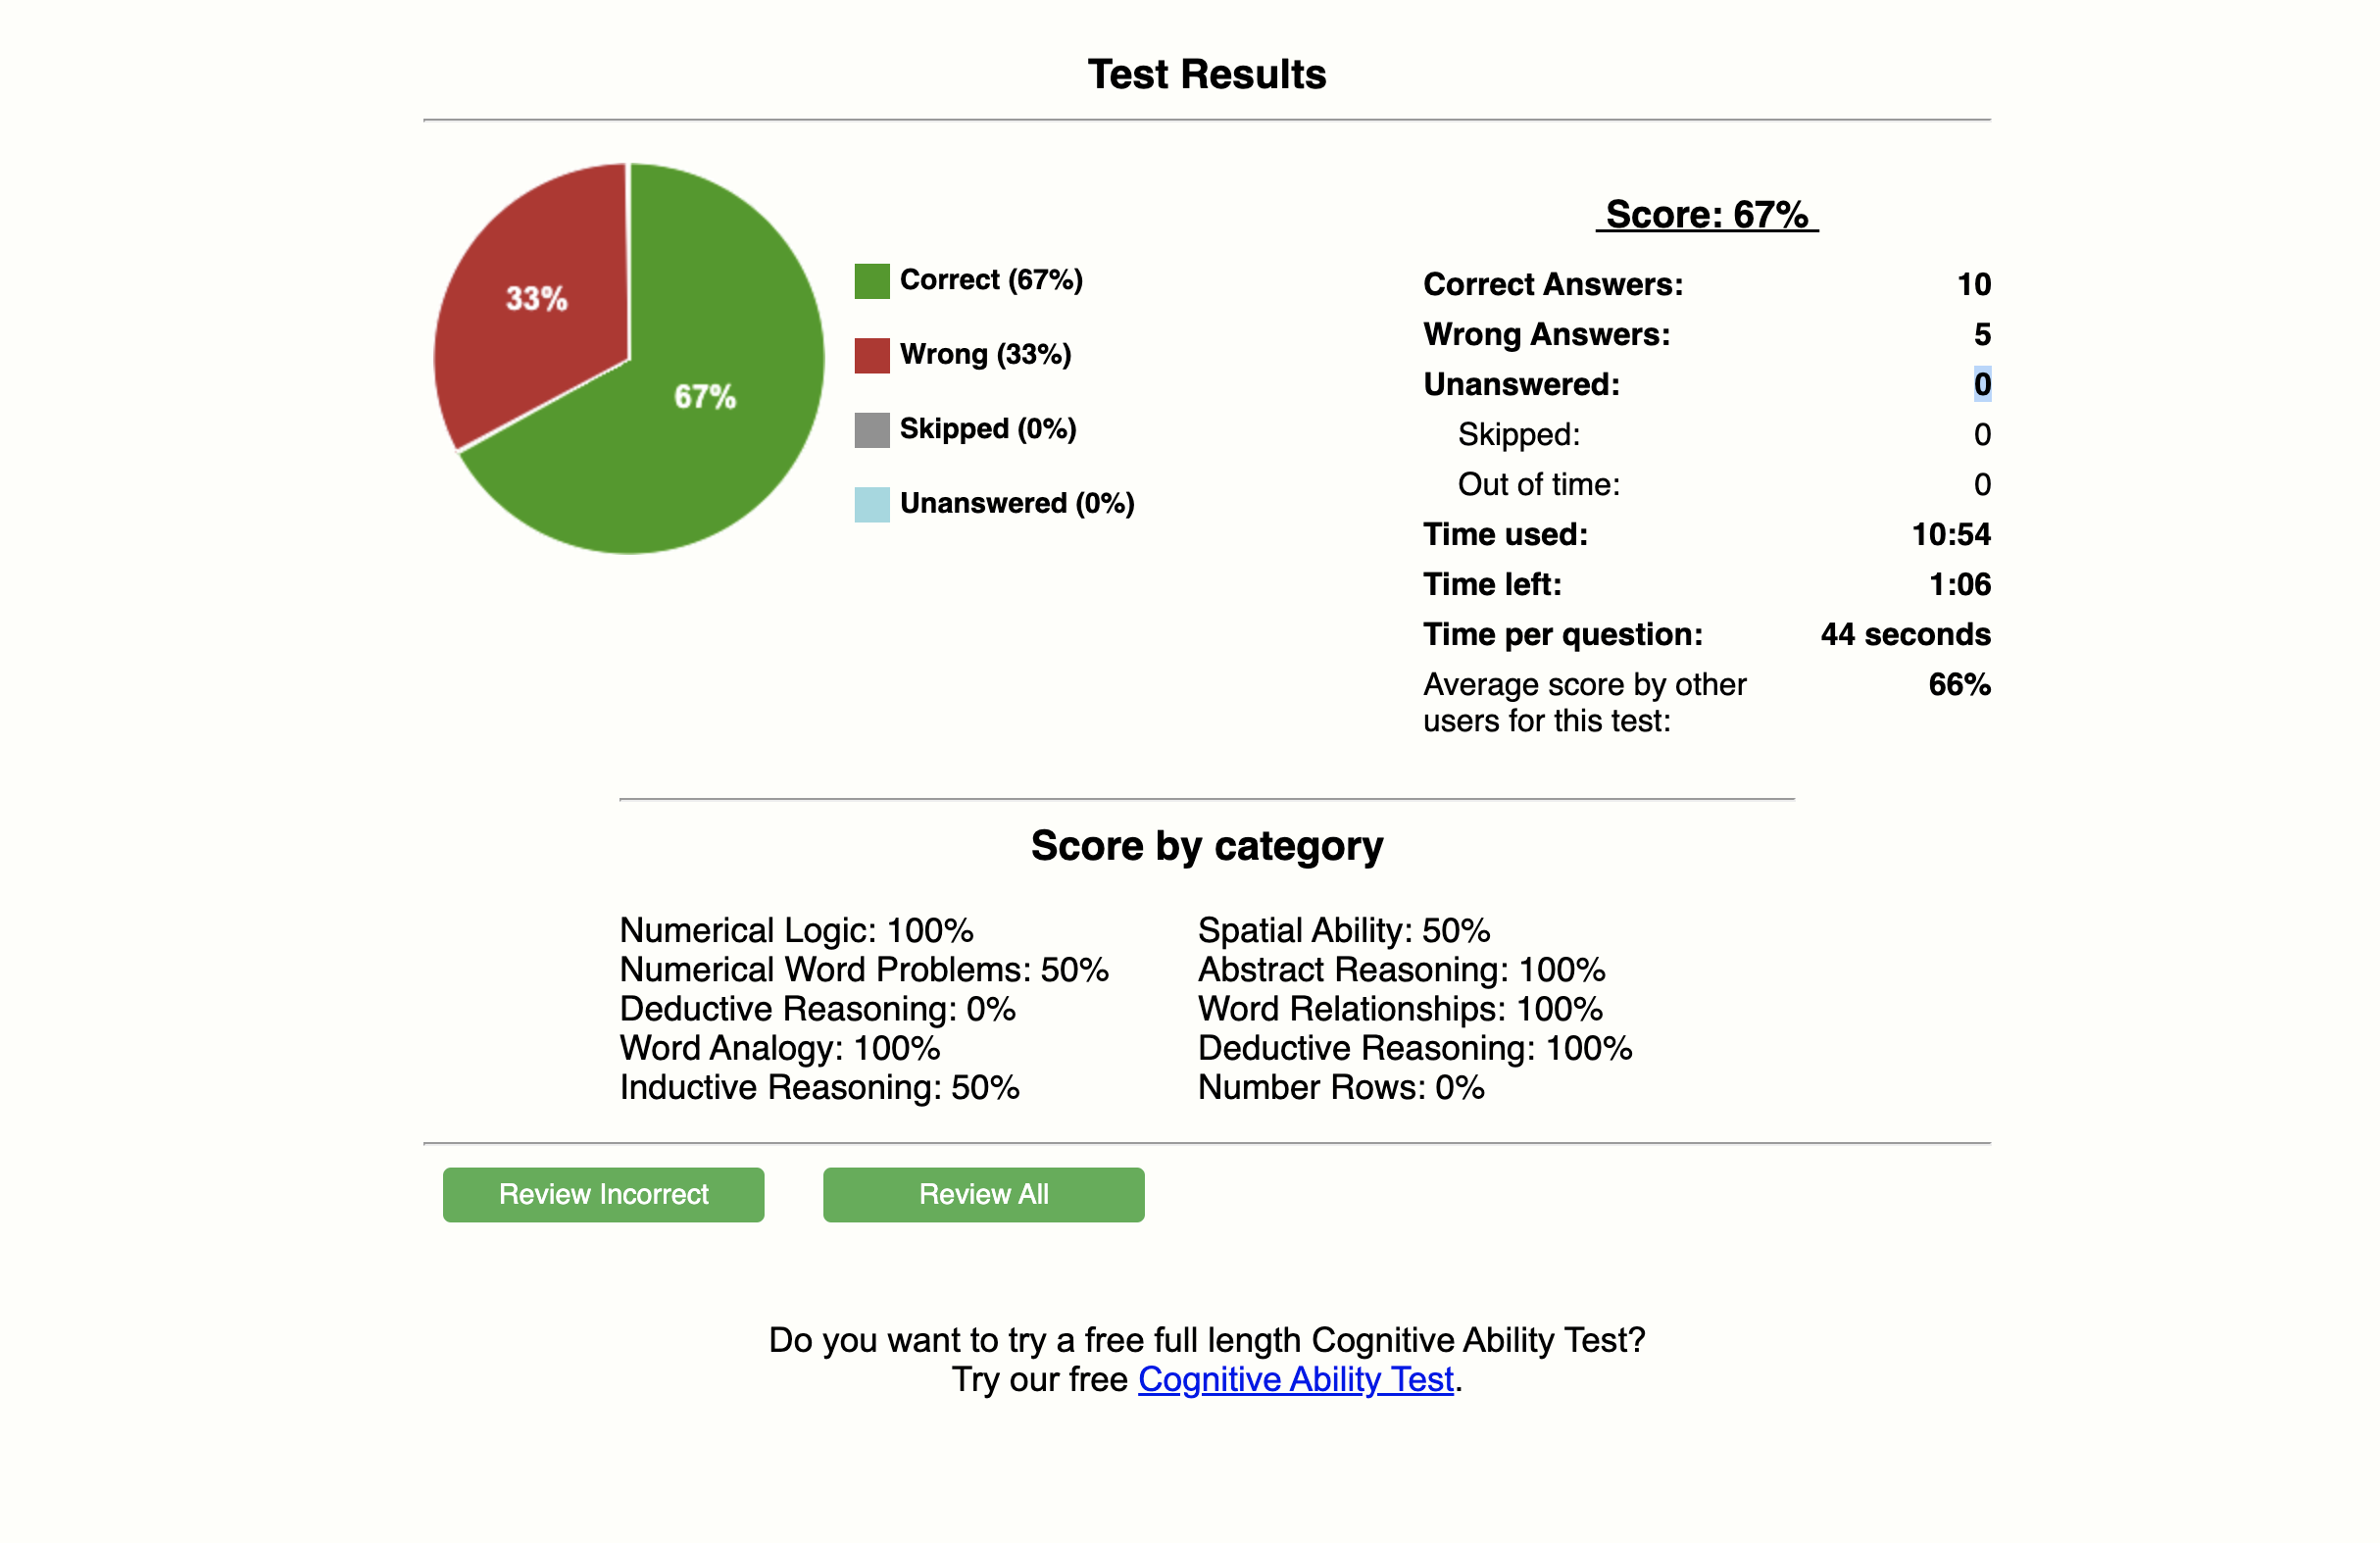 Test Results
33%
67%
Correct (67%)
Wrong (33%)
Skipped (0%)
Unanswered (0%)
Score: 67%
Correct Answers: 10
Wrong Answers: 5
Unanswered: 0
Skipped: 0
Out of time: 0
Time used: 10:54
Time left: 1:06
Time per question: 44 seconds
Average score by other 66%
users for this test:
Score by category
Numerical Logic: 100%
Numerical Word Problems: 50%
Deductive Reasoning: 0%
Word Analogy: 100%
Inductive Reasoning: 50%
Spatial Ability: 50%
Abstract Reasoning: 100%
Word Relationships: 100%
Deductive Reasoning: 100%
Number Rows: 0%
Review Incorrect
Review All
Do you want to try a free full length Cognitive Ability Test?
Try our free Cognitive Ability Test.